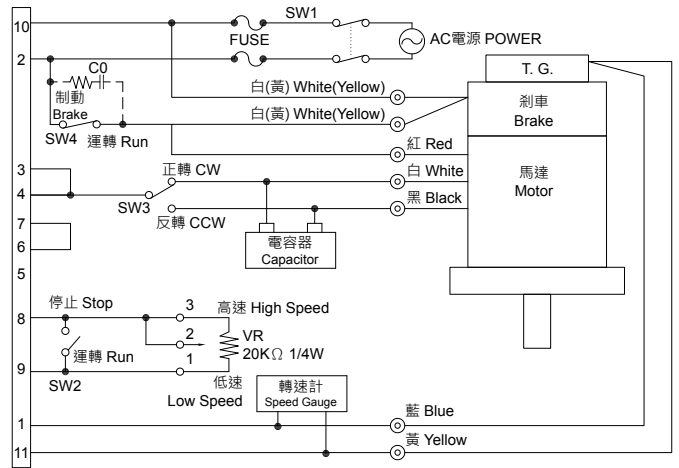 10
SW1
FUSE
AC電源 POWER
2
C0
制動
Brake
SW4
運轉 Run
白(黃) White(Yellow)
白(黃) White(Yellow)
紅 Red
T. G.
剎車
Brake
馬達
Motor
3
4
正轉 CW
SW3
反轉 CCW
白 White
黑 Black
電容器
Capacitor
7
6
5
停止 Stop
8
運轉 Run
9
SW2
3
2
1
高速 High Speed
VR
20KΩ 1/4W
低速
Low Speed
轉速計
Speed Gauge
藍 Blue
1
黃 Yellow
11